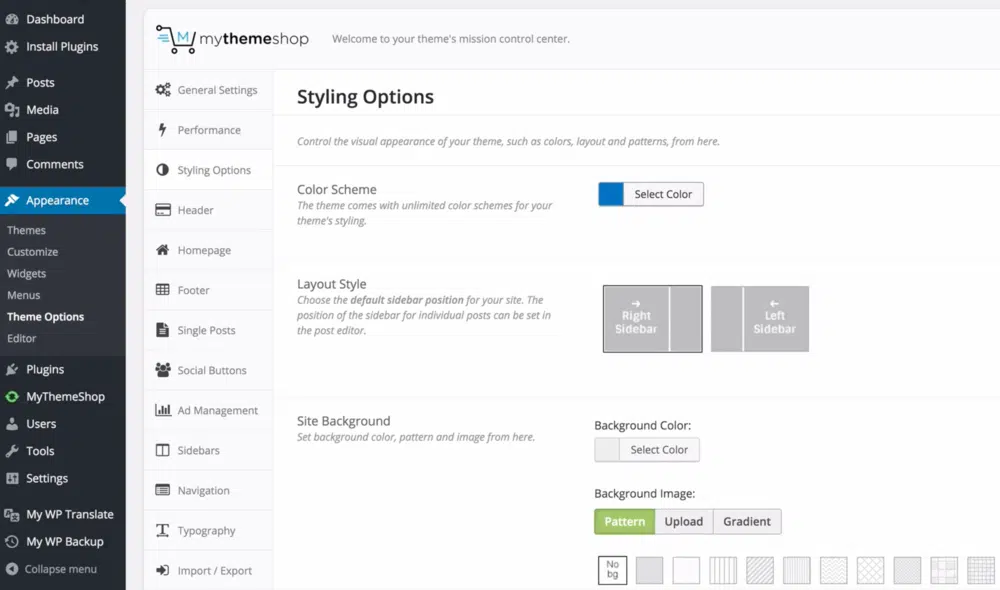 Dashboard
Install Plugins
Posts
Media
Pages
Comments
Appearance
Themes
Customize
Widgets
Menus
Theme Options
Editor
Plugins
MyThemeShop
Users
Tools
Settings
My WP Translate
My WP Backup
Collapse menu
M
mythemeshop
Welcome to your theme's mission control center.
General Settings
Performance
Styling Options
Header
Homepage
Footer
Single Posts
Social Buttons
Ad Management
Sidebars
Navigation
Typography
Import / Export
Styling Options
Control the visual appearance of your theme, such as colors, layout and patterns, from here.
Color Scheme
The theme comes with unlimited color schemes for your
theme's styling.
Select Color
Layout Style
Choose the default sidebar position for your site. The
position of the sidebar for individual posts can be set in
the post editor.
Right
Sidebar
Left
Sidebar
Site Background
Set background color, pattern and image from here.
Background Color:
Select Color
Background Image:
Pattern Upload Gradient
No
bg